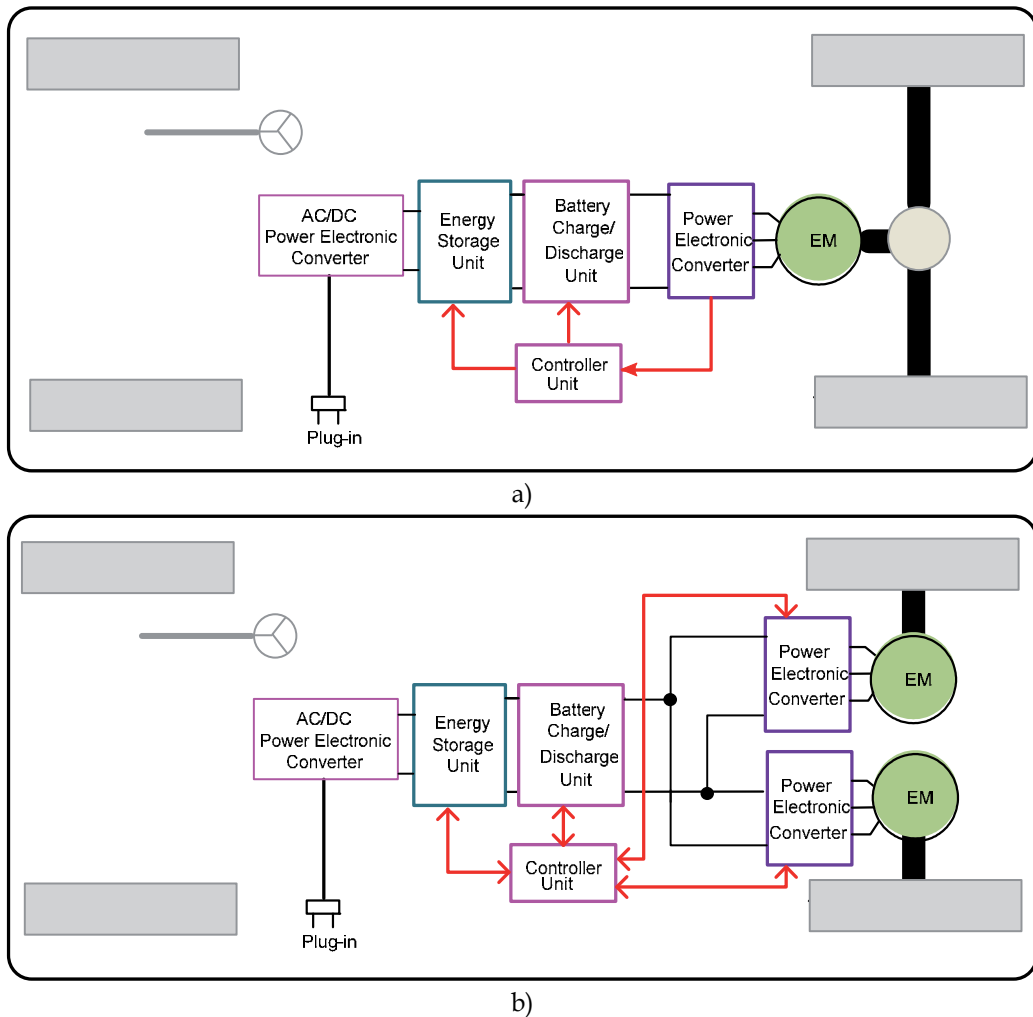 AC/DC
Power Electronic
Converter
Energy
Storage
Unit
Battery
Charge/
Discharge
Unit
Power
Electronic
Converter
EM
Controller
Unit
Plug-in
a)
AC/DC
Power Electronic
Converter
Energy
Storage
Unit
Battery
Charge/
Discharge
Unit
Power
Electronic
Converter
EM
Power
Electronic
Converter
EM
Controller
Unit
Plug-in
b)